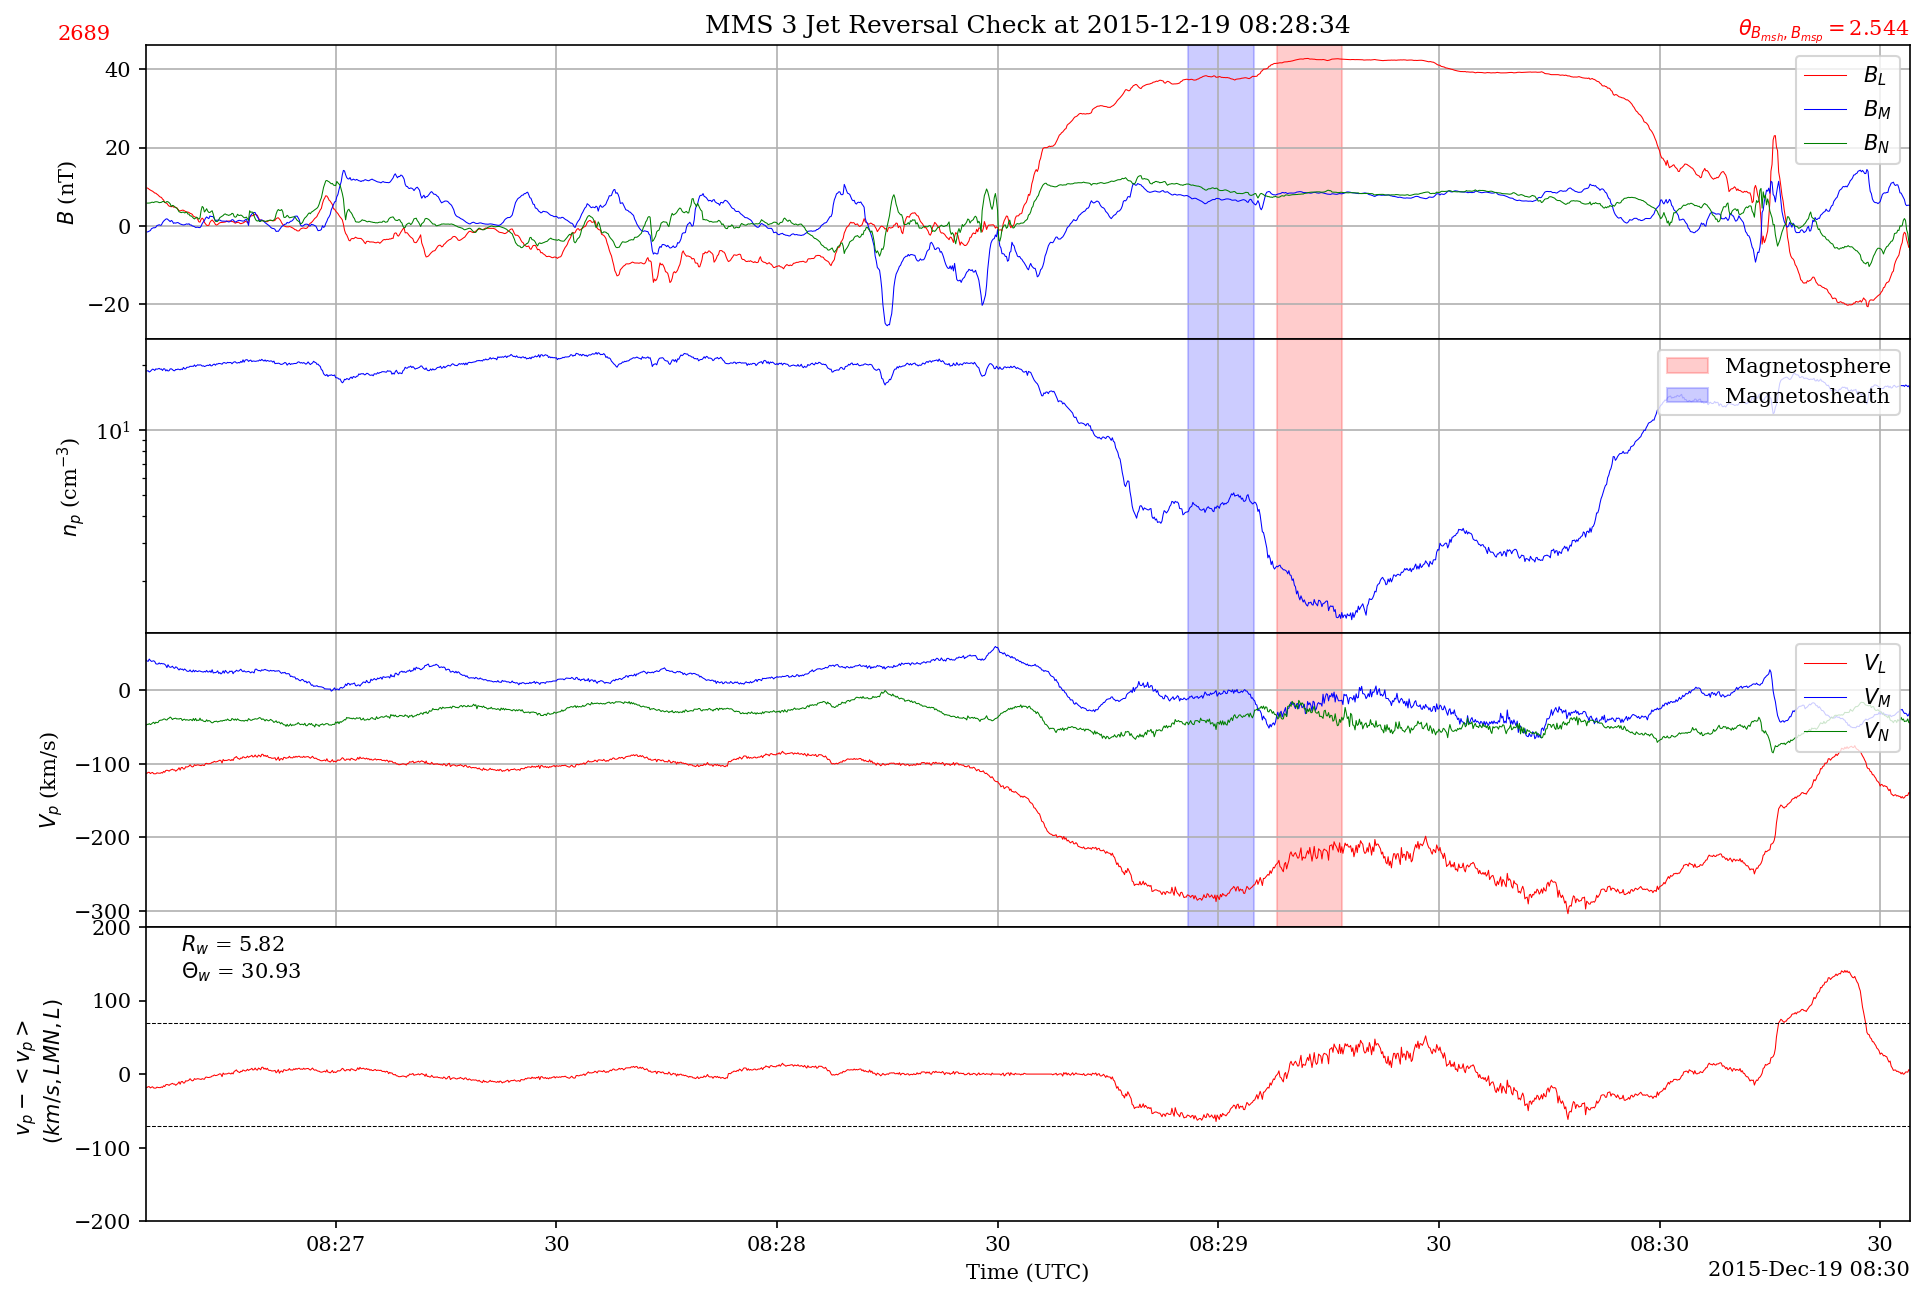 MMS 3 Jet Reversal Check at 2015-12-19 08:28:34
2689
θ_{B_{msh}, B_{msp}} = 2.544
40
20
0
−20
B (nT)
B_L
B_M
B_N
10^1
n_p (cm^{−3})
Magnetosphere
Magnetosheath
0
−100
−200
−300
V_p (km/s)
V_L
V_M
V_N
200
100
0
−100
−200
v_p − < v_p >
(km/s, LMN, L)
R_w = 5.82
Θ_w = 30.93
08:27
30
08:28
30
08:29
30
08:30
30
Time (UTC)
2015-Dec-19 08:30